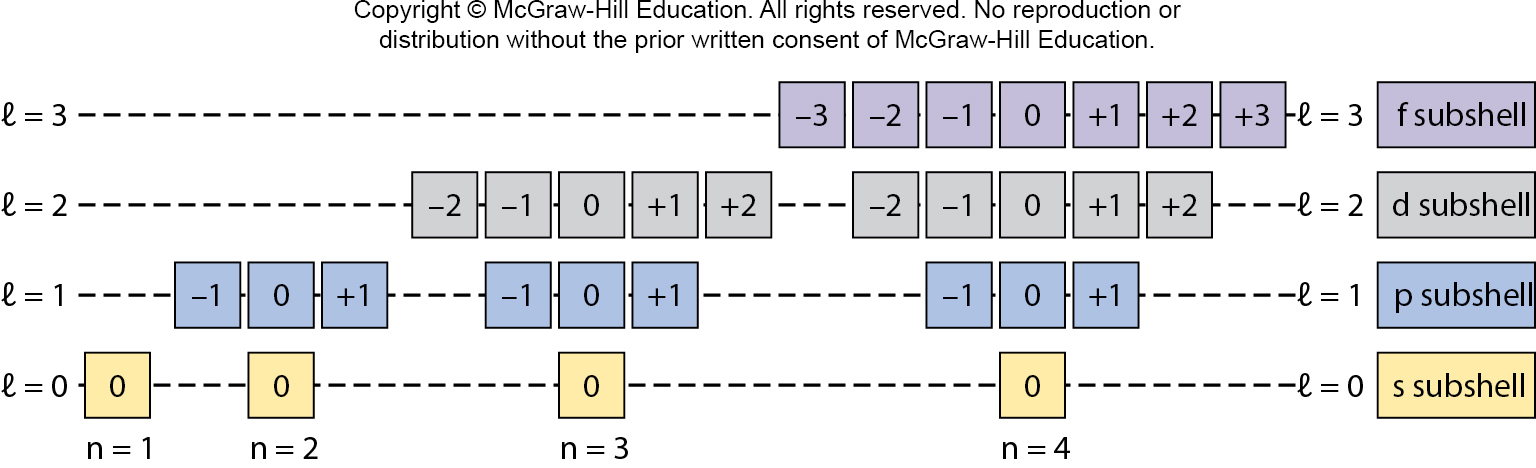 Copyright © McGraw-Hill Education. All rights reserved. No reproduction or
distribution without the prior written consent of McGraw-Hill Education.
ℓ = 3 –3 –2 –1 0 +1 +2 +3 ℓ = 3 f subshell
ℓ = 2 –2 –1 0 +1 +2 –2 –1 0 +1 +2 ℓ = 2 d subshell
ℓ = 1 –1 0 +1 –1 0 +1 –1 0 +1 ℓ = 1 p subshell
ℓ = 0 0 0 0 0 ℓ = 0 s subshell
n = 1 n = 2 n = 3 n = 4